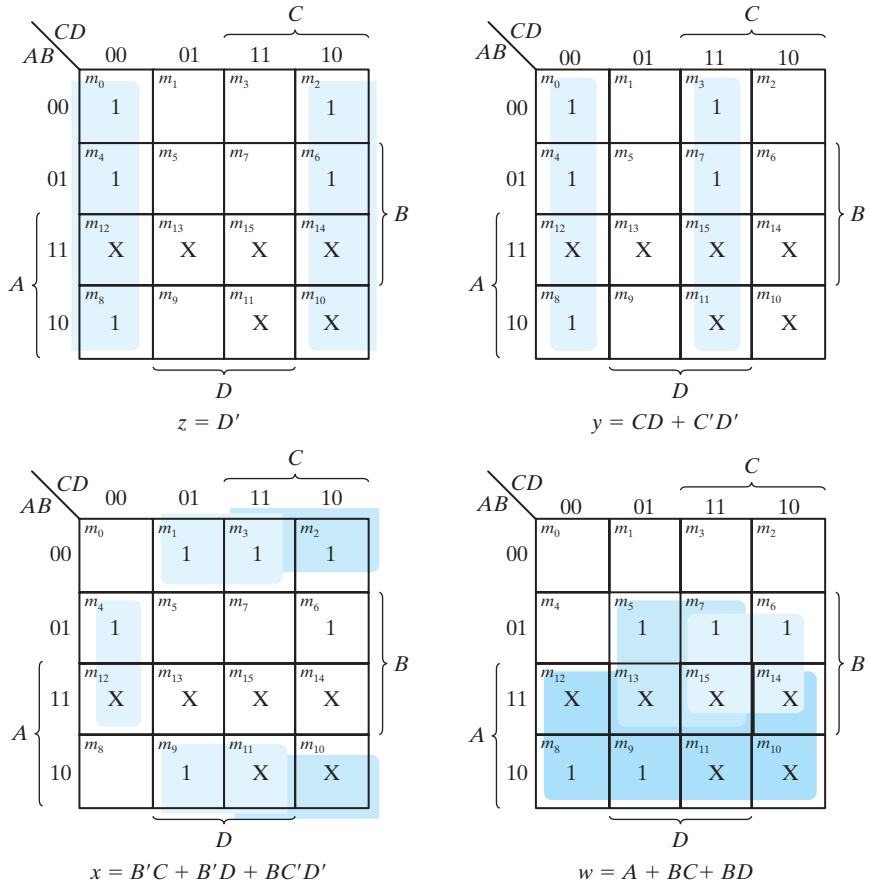 C
CD
AB 00 01 11 10
m0 m1 m3 m2
00 1 1
m4 m5 m7 m6
01 1 1
B
m12 m13 m15 m14
11 X X X X
A
m8 m9 m11 m10
10 1 X X
D
z = D′
C
CD
AB 00 01 11 10
m0 m1 m3 m2
00 1 1
m4 m5 m7 m6
01 1 1
B
m12 m13 m15 m14
11 X X X X
A
m8 m9 m11 m10
10 1 X X
D
y = CD + C′D′
C
CD
AB 00 01 11 10
m0 m1 m3 m2
00 1 1 1
m4 m5 m7 m6
01 1 1
B
m12 m13 m15 m14
11 X X X X
A
m8 m9 m11 m10
10 1 X X
D
x = B′C + B′D + BC′D′
C
CD
AB 00 01 11 10
m0 m1 m3 m2
00
m4 m5 m7 m6
01 1 1 1
B
m12 m13 m15 m14
11 X X X X
A
m8 m9 m11 m10
10 1 1 X X
D
w = A + BC+ BD